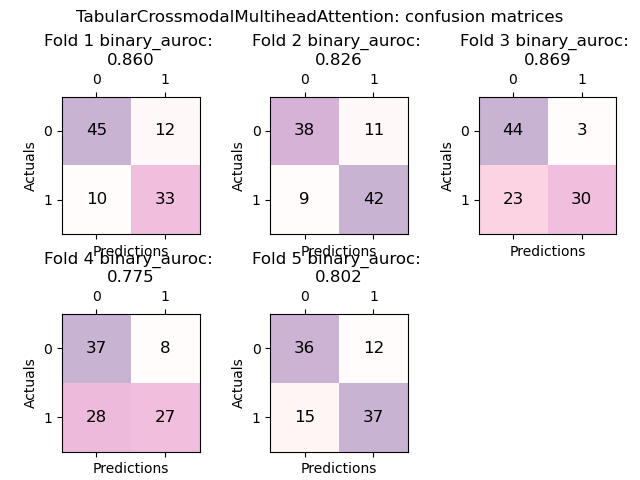 TabularCrossmodalMultiheadAttention: confusion matrices
Fold 1 binary_auroc:
0.860
0 1
Actuals
0 45 12
1 10 33
Predictions
Fold 2 binary_auroc:
0.826
0 1
Actuals
0 38 11
1 9 42
Predictions
Fold 3 binary_auroc:
0.869
0 1
Actuals
0 44 3
1 23 30
Predictions
Fold 4 binary_auroc:
0.775
0 1
Actuals
0 37 8
1 28 27
Predictions
Fold 5 binary_auroc:
0.802
0 1
Actuals
0 36 12
1 15 37
Predictions